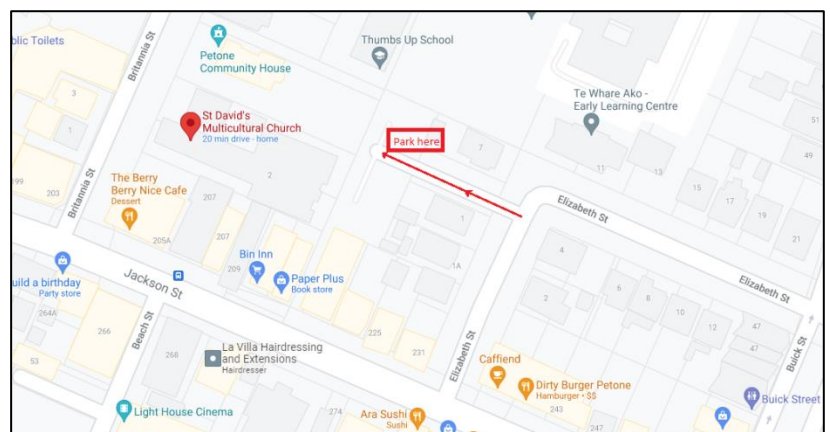 blic Toilets
Britannia St
Petone
Community House
Thumbs Up School
Te Whare Ako -
Early Learning Centre
51
49
3
1
St David's
Multicultural Church
20 min drive - home
Park here
7
11
13
15
17
19
21
2
199
203
Britannia St
The Berry
Berry Nice Cafe
Dessert
205A
207
207
209
Bin Inn
Paper Plus
Book store
1
1A
Elizabeth St
4
2
6
8
10
12
47
47
Elizabeth St
Buick St
uild a birthday
Party store
Jackson St
264A
266
Beach St
53
268
La Villa Hairdressing
and Extensions
Hairdresser
225
231
Elizabeth St
Caffiend
Dirty Burger Petone
Hamburger • $$
243
247
Buick Street
Light House Cinema
274
Ara Sushi
Sushi